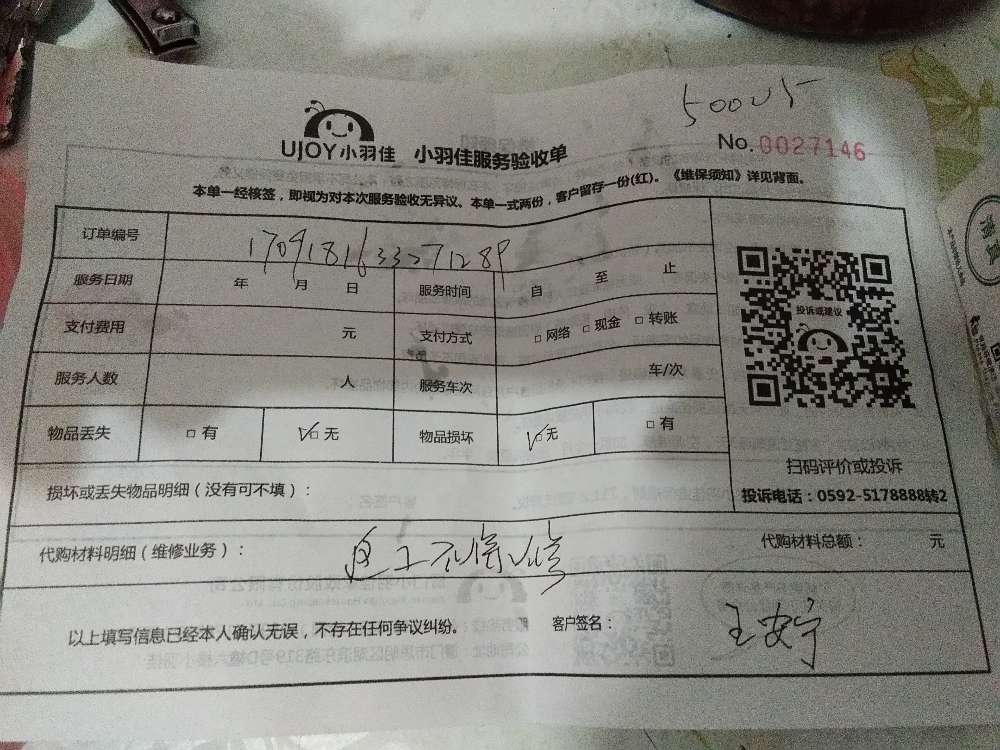 500075
UJOY小羽佳 小羽佳服务验收单
No.0027146
本单一经核签，即视为对本次服务验收无异议、本单一式两份，客户留存一份(红)。《维保须知》详见背面。
订单编号 1709181633271289
服务日期 年 月 日 服务时间 自 至 止
支付费用 元 支付方式 □ 网络 □ 现金 □ 转账
服务人数 人 服务车次 车/次
物品丢失 □ 有 ✓□ 无 物品损坏 ✓□无 □ 有
损坏或丢失物品明细（没有可不填）：
投诉或建议
扫码评价或投诉
投诉电话：0592-5178888转2
代购材料明细（维修业务）： 代购材料总额： 元
以上填写信息已经本人确认无误，不存在任何争议纠纷。 客户签名： 王安宁